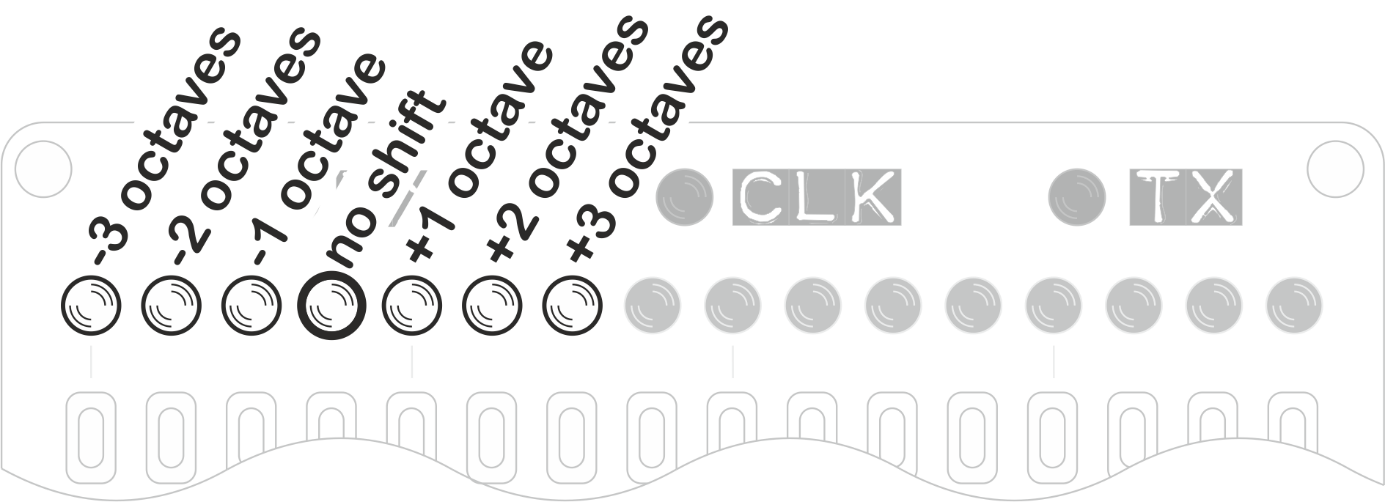 -3 octaves
-2 octaves
-1 octave
no shift
+1 octave
+2 octaves
+3 octaves
CLK
TX